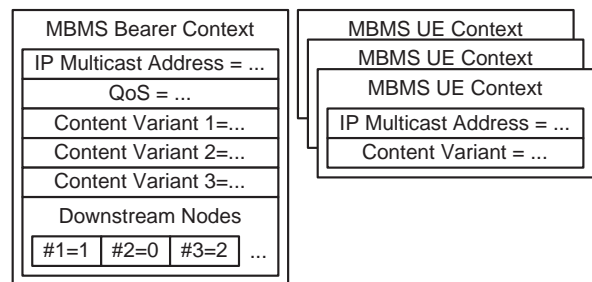 MBMS Bearer Context
IP Multicast Address = ...
QoS = ...
Content Variant 1=...
Content Variant 2=...
Content Variant 3=...
Downstream Nodes
#1=1 #2=0 #3=2 ...
MBMS UE Context
MBMS UE Context
MBMS UE Context
IP Multicast Address = ...
Content Variant = ...